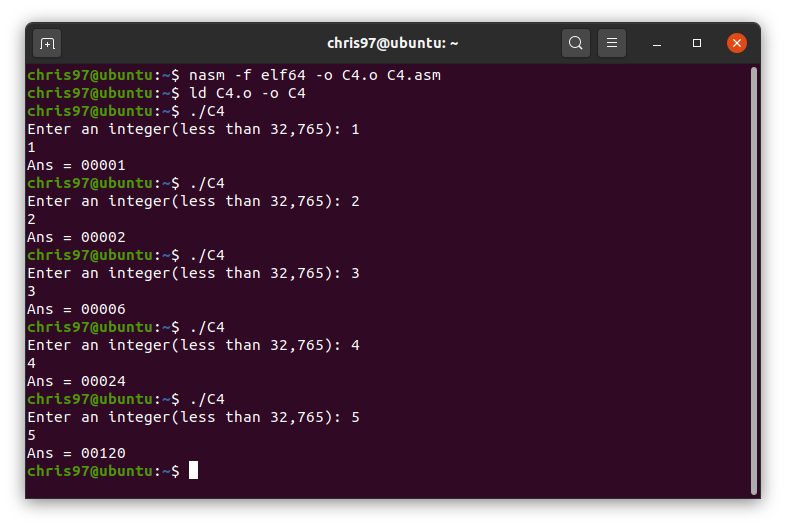 chris97@ubuntu: ~
chris97@ubuntu:~$ nasm -f elf64 -o C4.o C4.asm
chris97@ubuntu:~$ ld C4.o -o C4
chris97@ubuntu:~$ ./C4
Enter an integer(less than 32,765): 1
1
Ans = 00001
chris97@ubuntu:~$ ./C4
Enter an integer(less than 32,765): 2
2
Ans = 00002
chris97@ubuntu:~$ ./C4
Enter an integer(less than 32,765): 3
3
Ans = 00006
chris97@ubuntu:~$ ./C4
Enter an integer(less than 32,765): 4
4
Ans = 00024
chris97@ubuntu:~$ ./C4
Enter an integer(less than 32,765): 5
5
Ans = 00120
chris97@ubuntu:~$